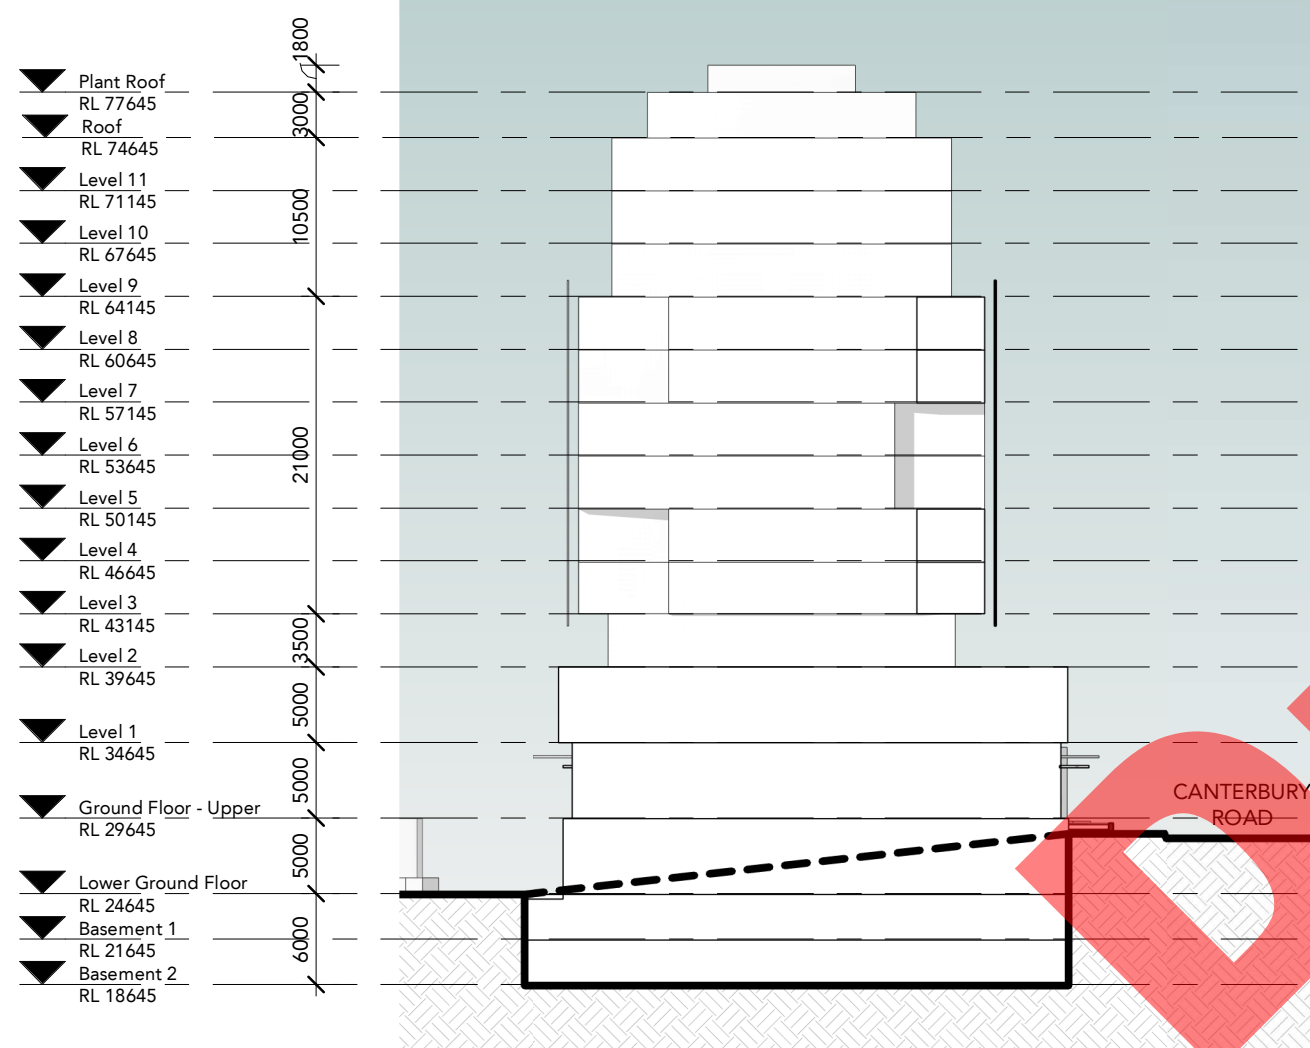 1800
Plant Roof
RL 77645
3000
Roof
RL 74645
Level 11
RL 71145
10500
Level 10
RL 67645
Level 9
RL 64145
Level 8
RL 60645
Level 7
RL 57145
21000
Level 6
RL 53645
Level 5
RL 50145
Level 4
RL 46645
Level 3
RL 43145
3500
Level 2
RL 39645
5000
Level 1
RL 34645
5000
CANTERBURY
ROAD
Ground Floor - Upper
RL 29645
5000
Lower Ground Floor
RL 24645
Basement 1
RL 21645
6000
Basement 2
RL 18645